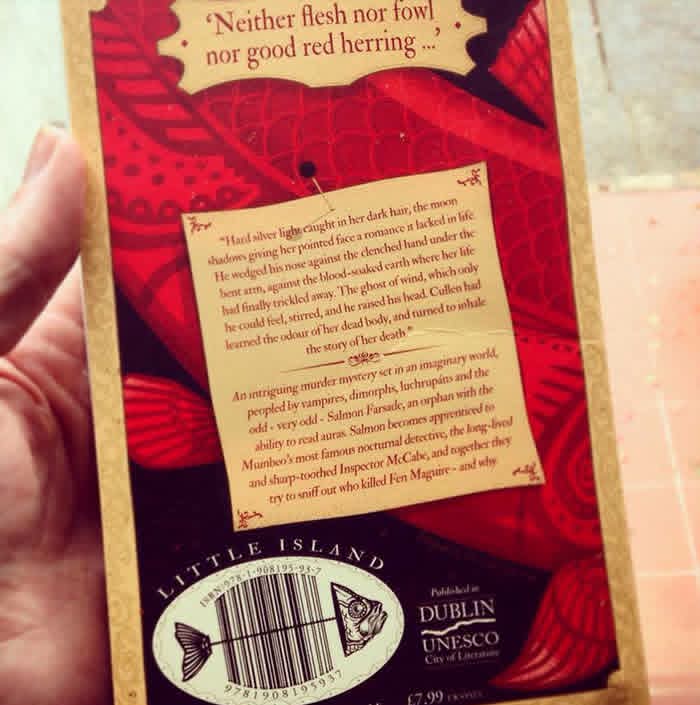 ‘Neither flesh nor fowl
nor good red herring ...’
“Hard silver light caught in her dark hair, the moon
shadows giving her pointed face a romance it lacked in life.
He wedged his nose against the clenched hand under the
bent arm, against the blood-soaked earth where her life
had finally trickled away. The ghost of wind, which only
he could feel, stirred, and he raised his head. Cullen had
learned the odour of her dead body, and turned to inhale
the story of her death.”
An intriguing murder mystery set in an imaginary world,
peopled by vampires, dimorphs, luchrupáns and the
odd - very odd - Salmon Farsade, an orphan with the
ability to read auras. Salmon becomes apprenticed to
Munbeo's most famous nocturnal detective, the long-lived
and sharp-toothed Inspector McCabe, and together they
try to sniff out who killed Fen Maguire - and why.
LITTLE ISLAND
ISBN: 978-1-908195-93-7
9781908195937
Published in
DUBLIN
UNESCO
City of Literature
£7.99 UK ONLY